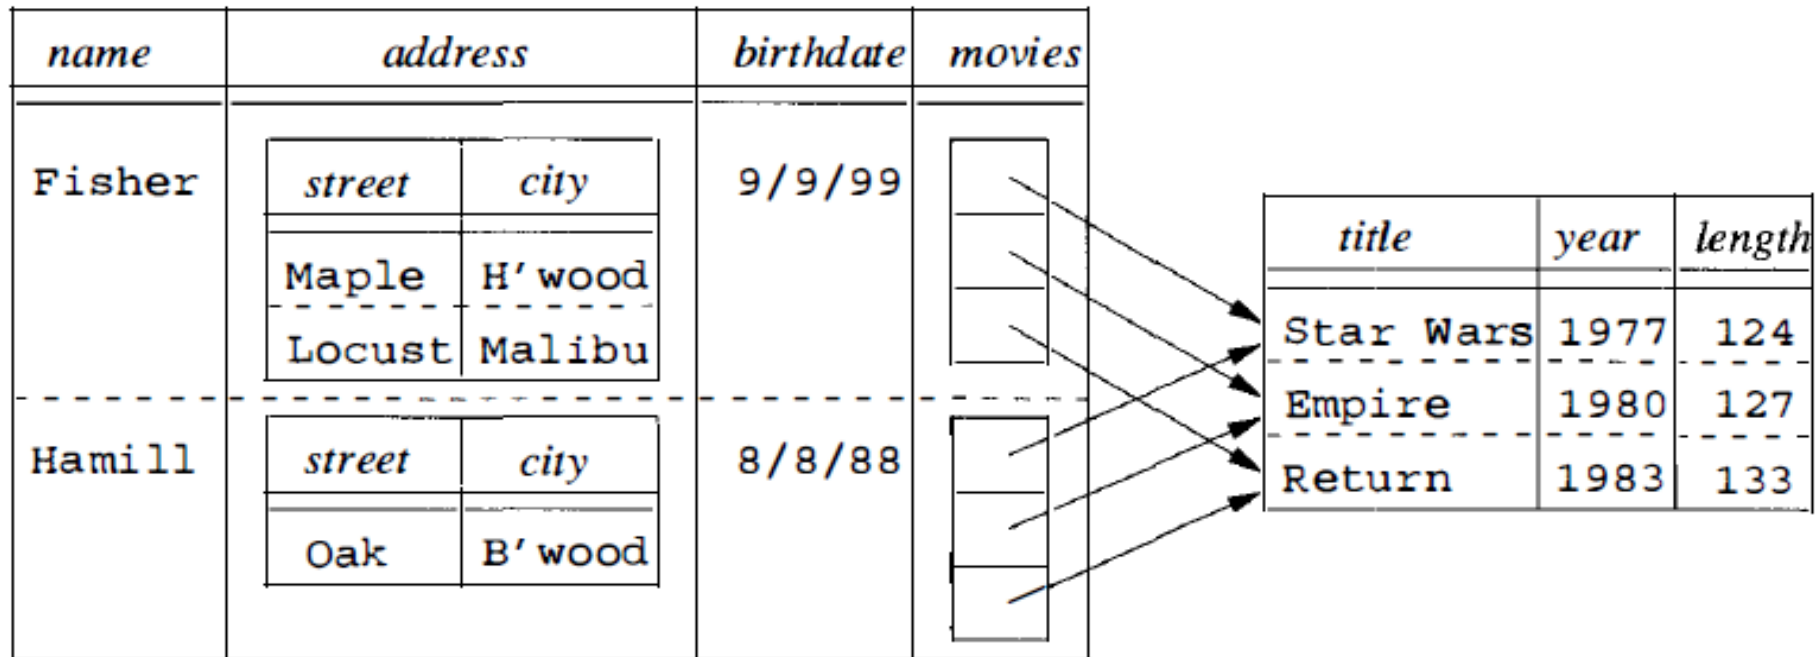 name address birthdate movies
Fisher street city 9/9/99
Maple H'wood
Locust Malibu
Hamill street city 8/8/88
Oak B'wood
title year length
Star Wars 1977 124
Empire 1980 127
Return 1983 133